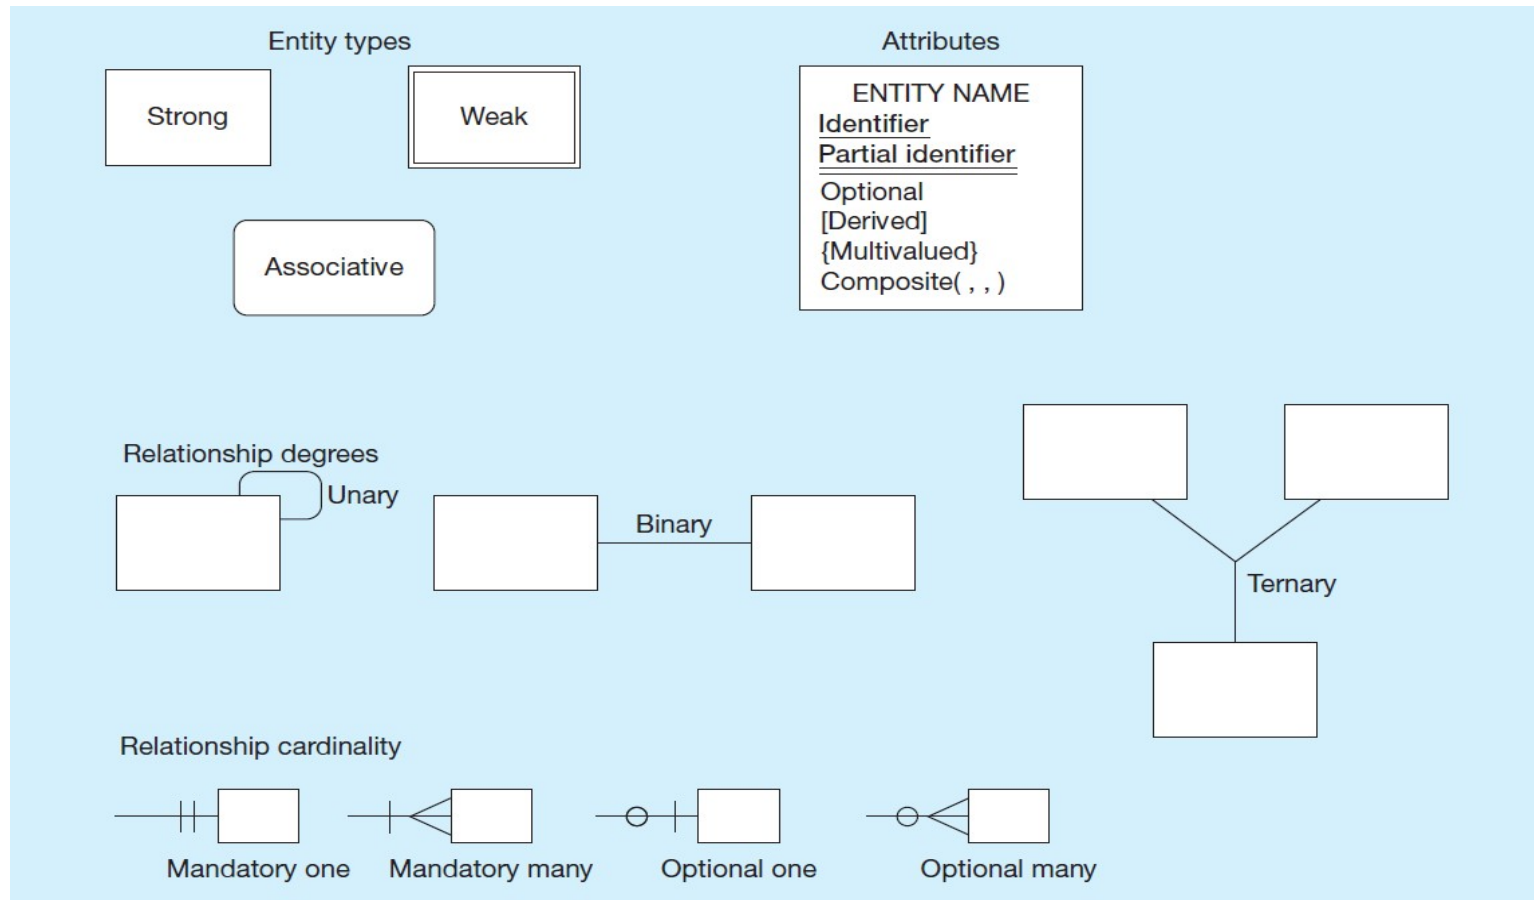 Entity types
Strong
Weak
Associative
Attributes
ENTITY NAME
Identifier
Partial identifier
Optional
[Derived]
{Multivalued}
Composite( , , )
Relationship degrees
Unary
Binary
Ternary
Relationship cardinality
Mandatory one
Mandatory many
Optional one
Optional many